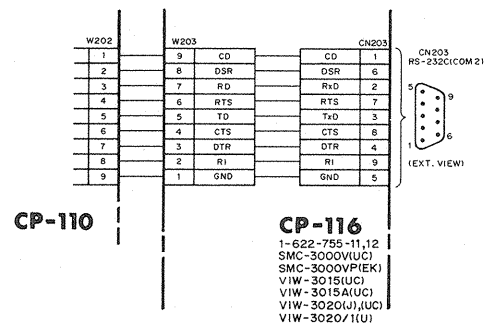 W202 W203 CN203
1 9 CD CD 1
2 8 DSR DSR 6
3 7 RD RxD 2
4 6 RTS RTS 7
5 5 TD TxD 3
6 4 CTS CTS 8
7 3 DTR DTR 4
8 2 RI RI 9
9 1 GND GND 5
CN203
RS-232C(COM2)
5 9
1 6
(EXT. VIEW)
CP-110
CP-116
1-622-755-11,12
SMC-3000V(UC)
SMC-3000VP(EK)
VIW-3015(UC)
VIW-3015A(UC)
VIW-3020(J),(UC)
VIW-3020/1(U)